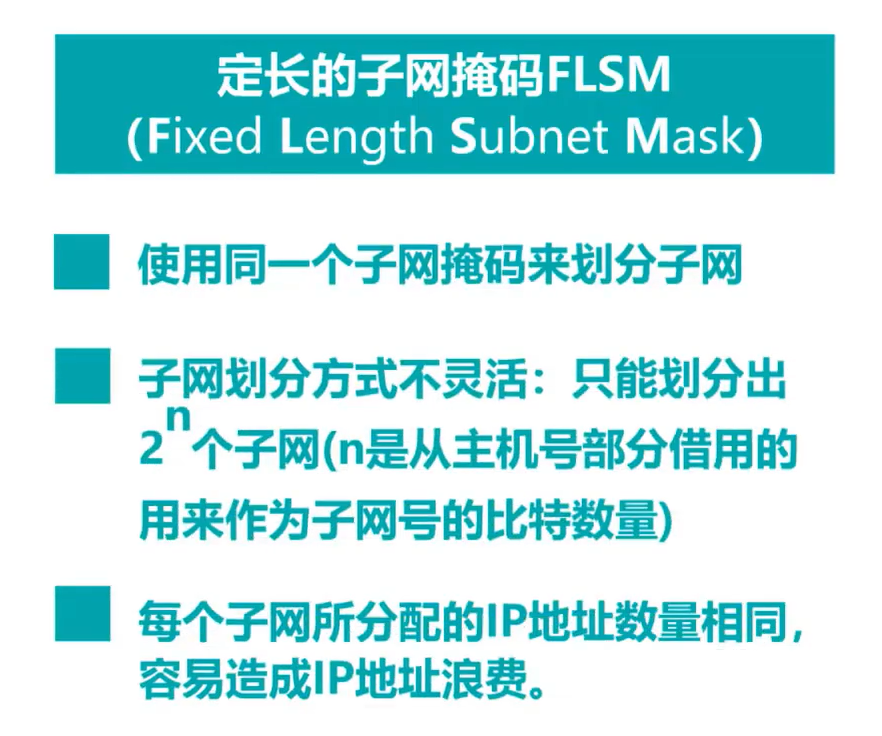 定长的子网掩码FLSM
(Fixed Length Subnet Mask)
使用同一个子网掩码来划分子网
子网划分方式不灵活：只能划分出
2ⁿ个子网(n是从主机号部分借用的
用来作为子网号的比特数量)
每个子网所分配的IP地址数量相同，
容易造成IP地址浪费。